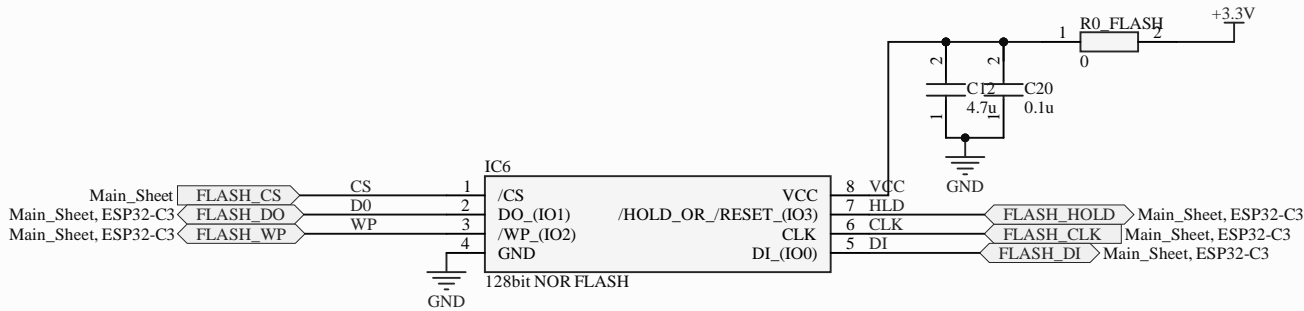 +3.3V
R0_FLASH
1 2
0
2 2
C12 C20
4.7u 0.1u
1 1
GND
IC6
Main_Sheet FLASH_CS CS 1 /CS VCC 8 VCC
Main_Sheet, ESP32-C3 FLASH_DO D0 2 DO_(IO1) /HOLD_OR_/RESET_(IO3) 7 HLD FLASH_HOLD Main_Sheet, ESP32-C3
Main_Sheet, ESP32-C3 FLASH_WP WP 3 /WP_(IO2) CLK 6 CLK FLASH_CLK Main_Sheet, ESP32-C3
4 GND DI_(IO0) 5 DI FLASH_DI Main_Sheet, ESP32-C3
128bit NOR FLASH
GND